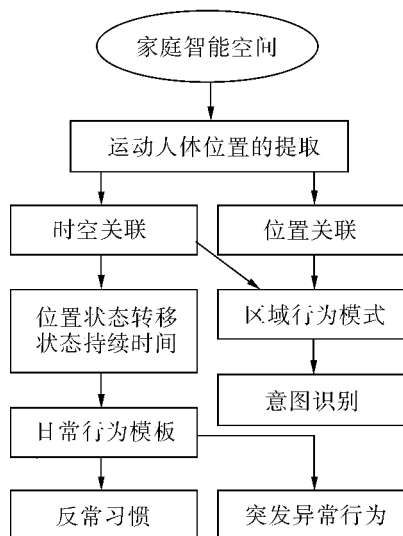 家庭智能空间
运动人休位置的提取
时空关联
位置关联
位置状态转移
状态持续时间
区域行为模式
意图识别
日常行为模板
反常习惯
突发异常行为